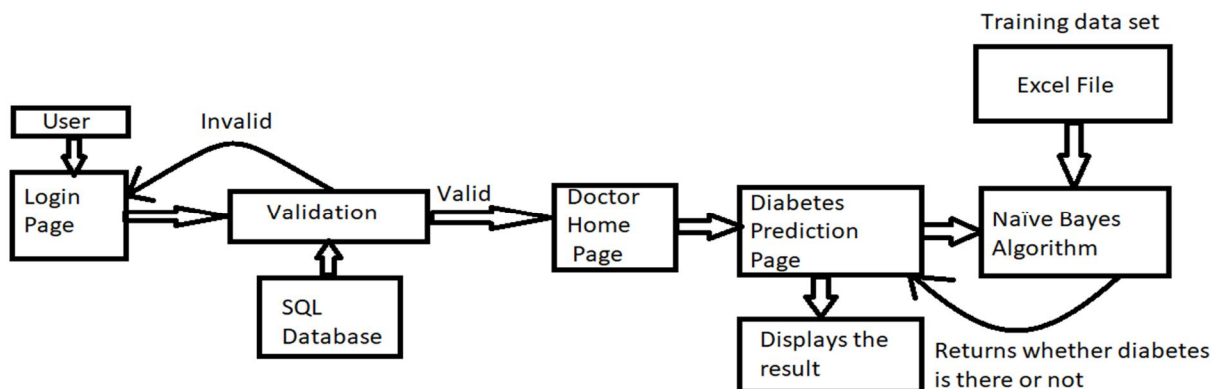 Training data set
Excel File
User
Invalid
Login
Page
Validation
Valid
Doctor
Home
Page
Diabetes
Prediction
Page
Naïve Bayes
Algorithm
SQL
Database
Displays the
result
Returns whether diabetes
is there or not